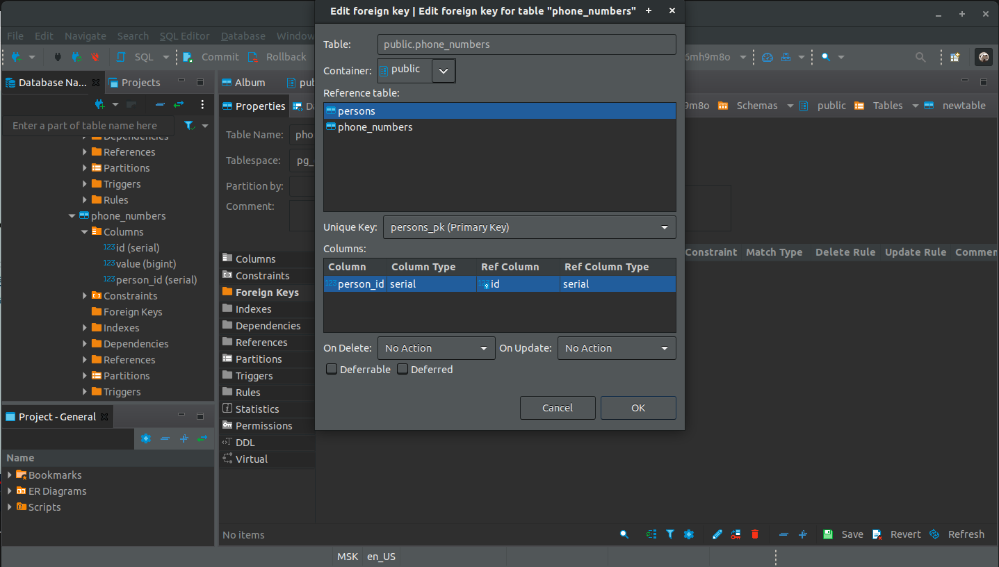 Edit foreign key | Edit foreign key for table "phone_numbers"
File Edit Navigate Search SQL Editor Database Window
SQL Commit Rollback 6mh9m8o
Database Na... Projects
Enter a part of table name here
Dependencies
References
Partitions
Triggers
Rules
phone_numbers
Columns
123 id (serial)
123 value (bigint)
123 person_id (serial)
Constraints
Foreign Keys
Indexes
Dependencies
References
Partitions
Triggers
Project - General
Name
Bookmarks
ER Diagrams
Scripts
Album pu
Properties Da
9m8o Schemas public Tables newtable
Table Name: pho
Tablespace: pg_
Partition by:
Comment:
Columns
Constraints
Foreign Keys
Indexes
Dependencies
References
Partitions
Triggers
Rules
Statistics
Permissions
DDL
Virtual
Constraint Match Type Delete Rule Update Rule Commen
Table: public.phone_numbers
Container: public
Reference table:
persons
phone_numbers
Unique Key: persons_pk (Primary Key)
Columns:
Column Column Type Ref Column Ref Column Type
123 person_id serial 123 id serial
On Delete: No Action On Update: No Action
Deferrable Deferred
Cancel OK
No items Save Revert Refresh
MSK en_US